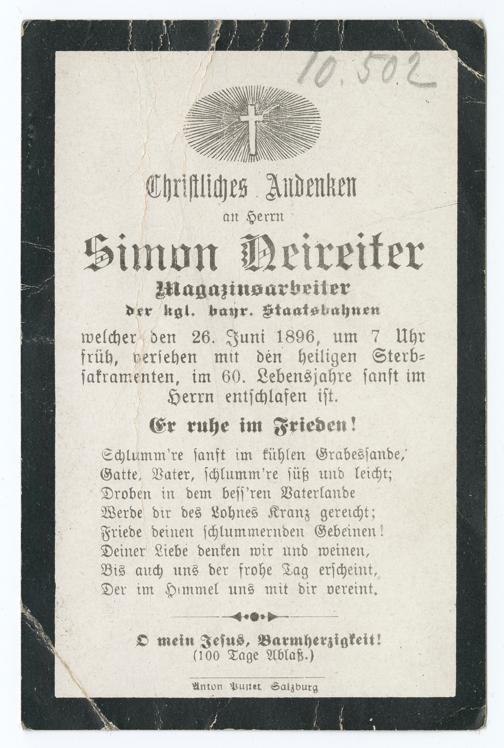 10.502
Christliches Andenken
an Herrn
Simon Neireiter
Magazinsarbeiter
der kgl. bayr. Staatsbahnen
welcher den 26. Juni 1896, um 7 Uhr
früh, versehen mit den heiligen Sterb=
sakramenten, im 60. Lebensjahre sanft im
Herrn entschlafen ist.
Er ruhe im Frieden!
Schlumm're sanft im kühlen Grabessande,
Gatte, Vater, schlumm're süß und leicht;
Droben in dem bess'ren Vaterlande
Werde dir des Lohnes Kranz gereicht;
Friede deinen schlummernden Gebeinen!
Deiner Liebe denken wir und weinen,
Bis auch uns der frohe Tag erscheint,
Der im Himmel uns mit dir vereint.
O mein Jesus, Barmherzigkeit!
(100 Tage Ablaß.)
Anton Pustet Salzburg